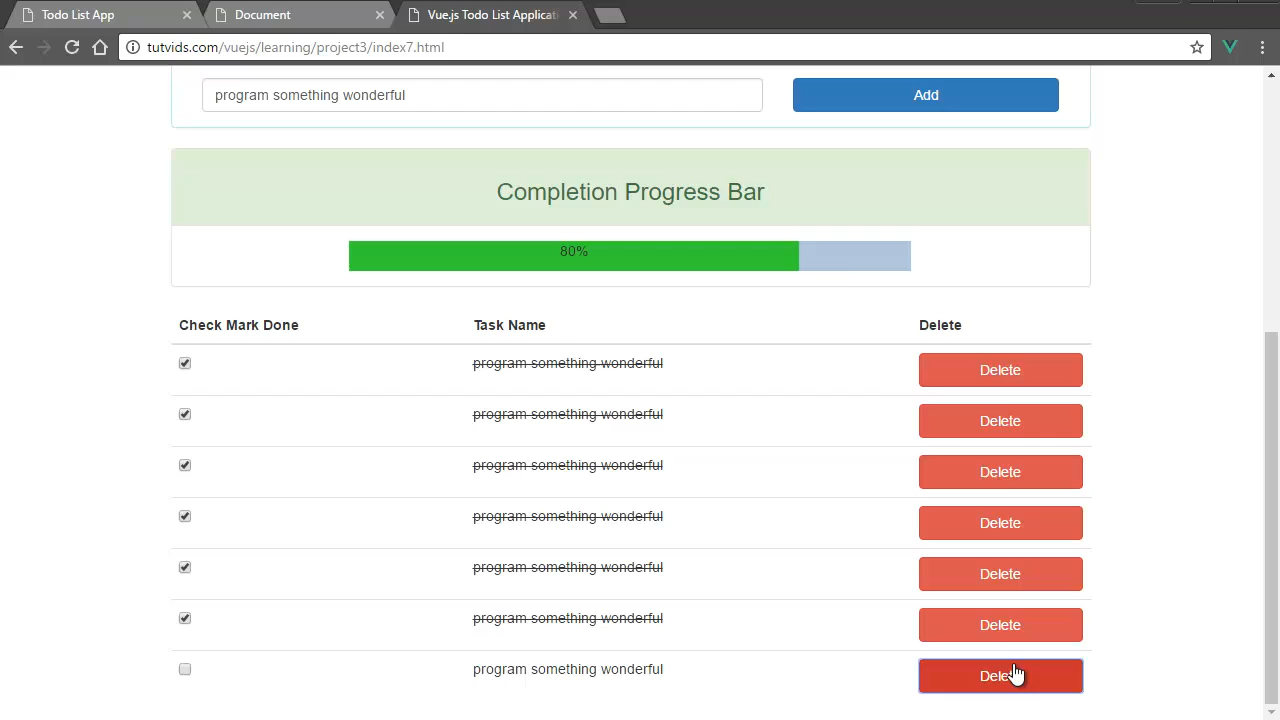 Todo List App
Document
Vue.js Todo List Applicat
tutvids.com/vuejs/learning/project3/index7.html
program something wonderful
Add
Completion Progress Bar
80%
Check Mark Done Task Name Delete
program something wonderful Delete
program something wonderful Delete
program something wonderful Delete
program something wonderful Delete
program something wonderful Delete
program something wonderful Delete
program something wonderful Delete